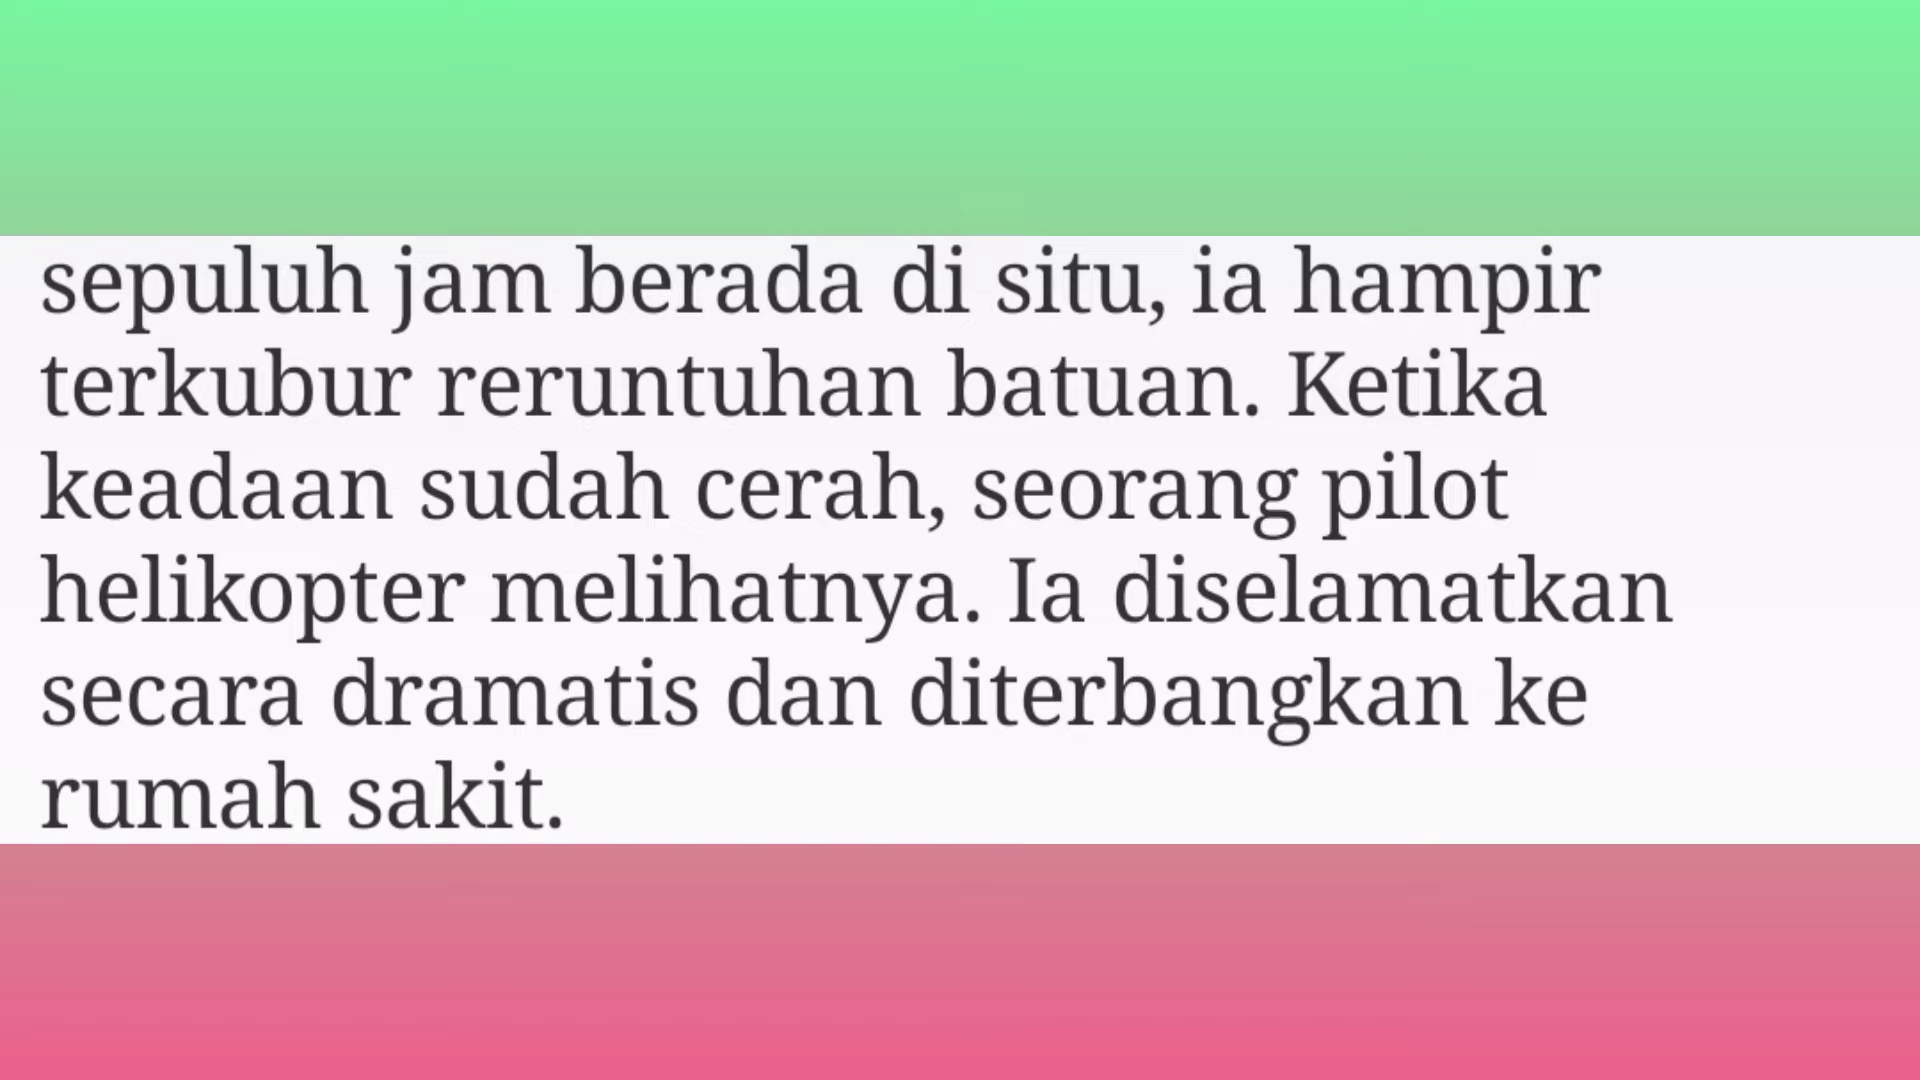 sepuluh jam berada di situ, ia hampir
terkubur reruntuhan batuan. Ketika
keadaan sudah cerah, seorang pilot
helikopter melihatnya. Ia diselamatkan
secara dramatis dan diterbangkan ke
rumah sakit.